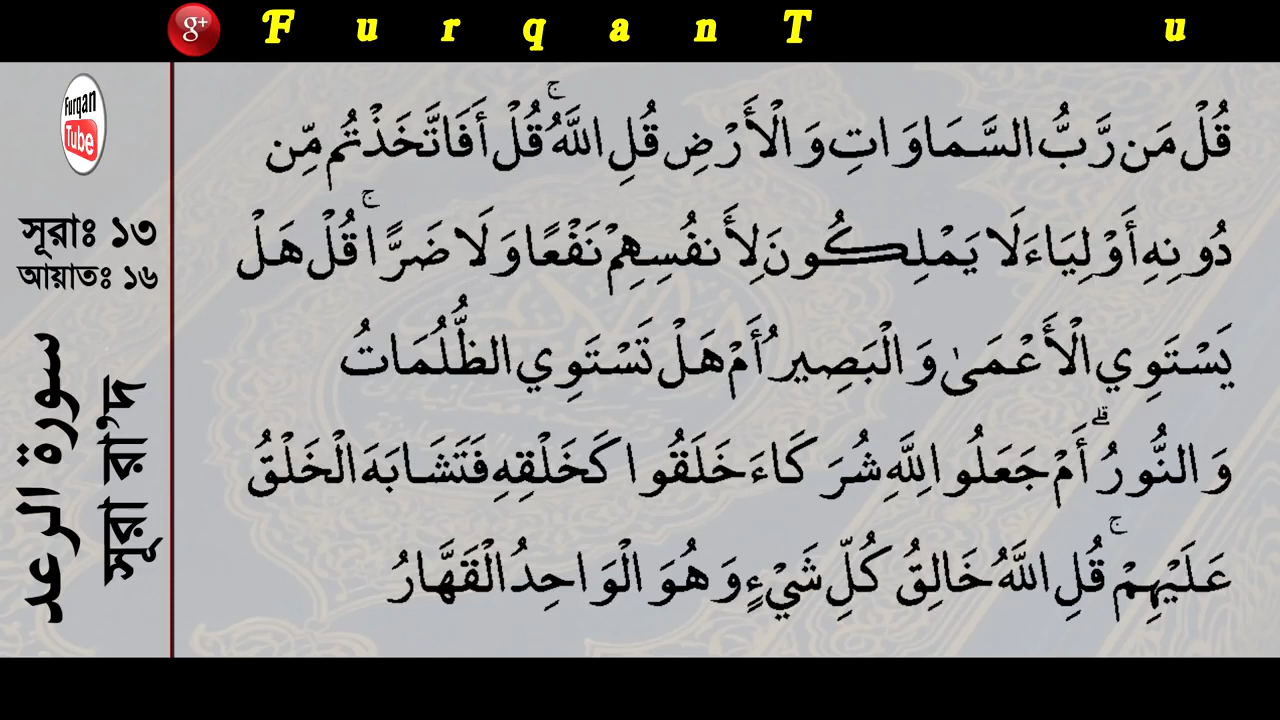 g+ F u r q a n T u
Furqan
Tube
সূরাঃ ১৩
আয়াতঃ ১৬
سورة الرعد
সূরা রা'দ
قُلْ مَن رَّبُّ السَّمَاوَاتِ وَالْأَرْضِ قُلِ اللَّهُ ۚ قُلْ أَفَاتَّخَذْتُم مِّن
دُونِهِ أَوْلِيَاءَ لَا يَمْلِكُونَ لِأَنفُسِهِمْ نَفْعًا وَلَا ضَرًّا ۚ قُلْ هَلْ
يَسْتَوِي الْأَعْمَىٰ وَالْبَصِيرُ أَمْ هَلْ تَسْتَوِي الظُّلُمَاتُ
وَالنُّورُ ۗ أَمْ جَعَلُوا لِلَّهِ شُرَكَاءَ خَلَقُوا كَخَلْقِهِ فَتَشَابَهَ الْخَلْقُ
عَلَيْهِمْ ۚ قُلِ اللَّهُ خَالِقُ كُلِّ شَيْءٍ وَهُوَ الْوَاحِدُ الْقَهَّارُ